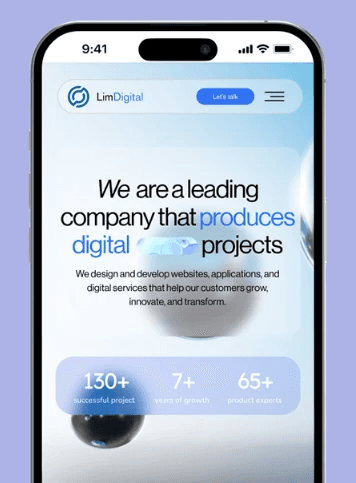 9:41
LimDigital
Let's talk
We are a leading
company that produces
digital projects
We design and develop websites, applications, and
digital services that help our customers grow,
innovate, and transform.
130+ 7+ 65+
successful project years of growth product experts